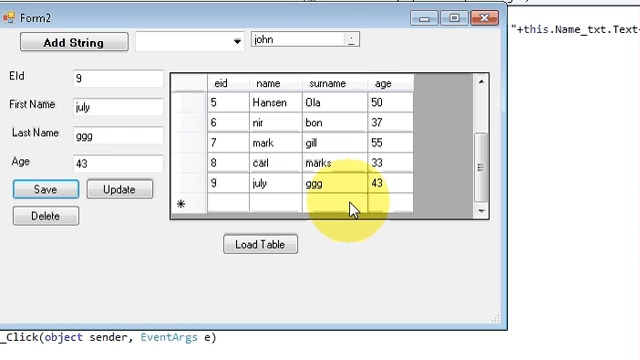 Form2
Add String
john
"+this.Name_txt.Text
EId 9
First Name july
Last Name ggg
Age 43
Save Update
Delete
eid name surname age
5 Hansen Ola 50
6 nir bon 37
7 mark gill 55
8 carl marks 33
9 july ggg 43
*
Load Table
_Click(object sender, EventArgs e)